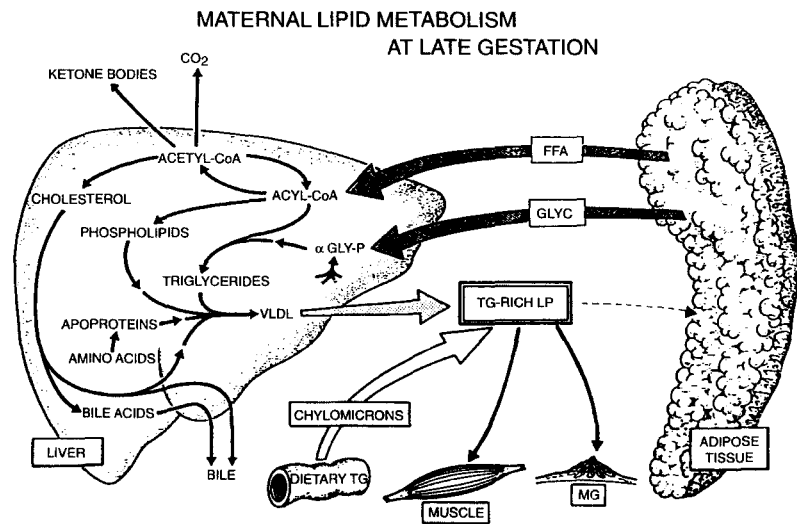 MATERNAL LIPID METABOLISM
AT LATE GESTATION
CO2
KETONE BODIES
ACETYL-CoA
FFA
CHOLESTEROL
ACYL-CoA
GLYC
PHOSPHOLIPIDS
α GLY-P
TRIGLYCERIDES
TG-RICH LP
VLDL
APOPROTEINS
AMINO ACIDS
CHYLOMICRONS
BILE ACIDS
LIVER
ADIPOSE
TISSUE
BILE
DIETARY TG
MG
MUSCLE